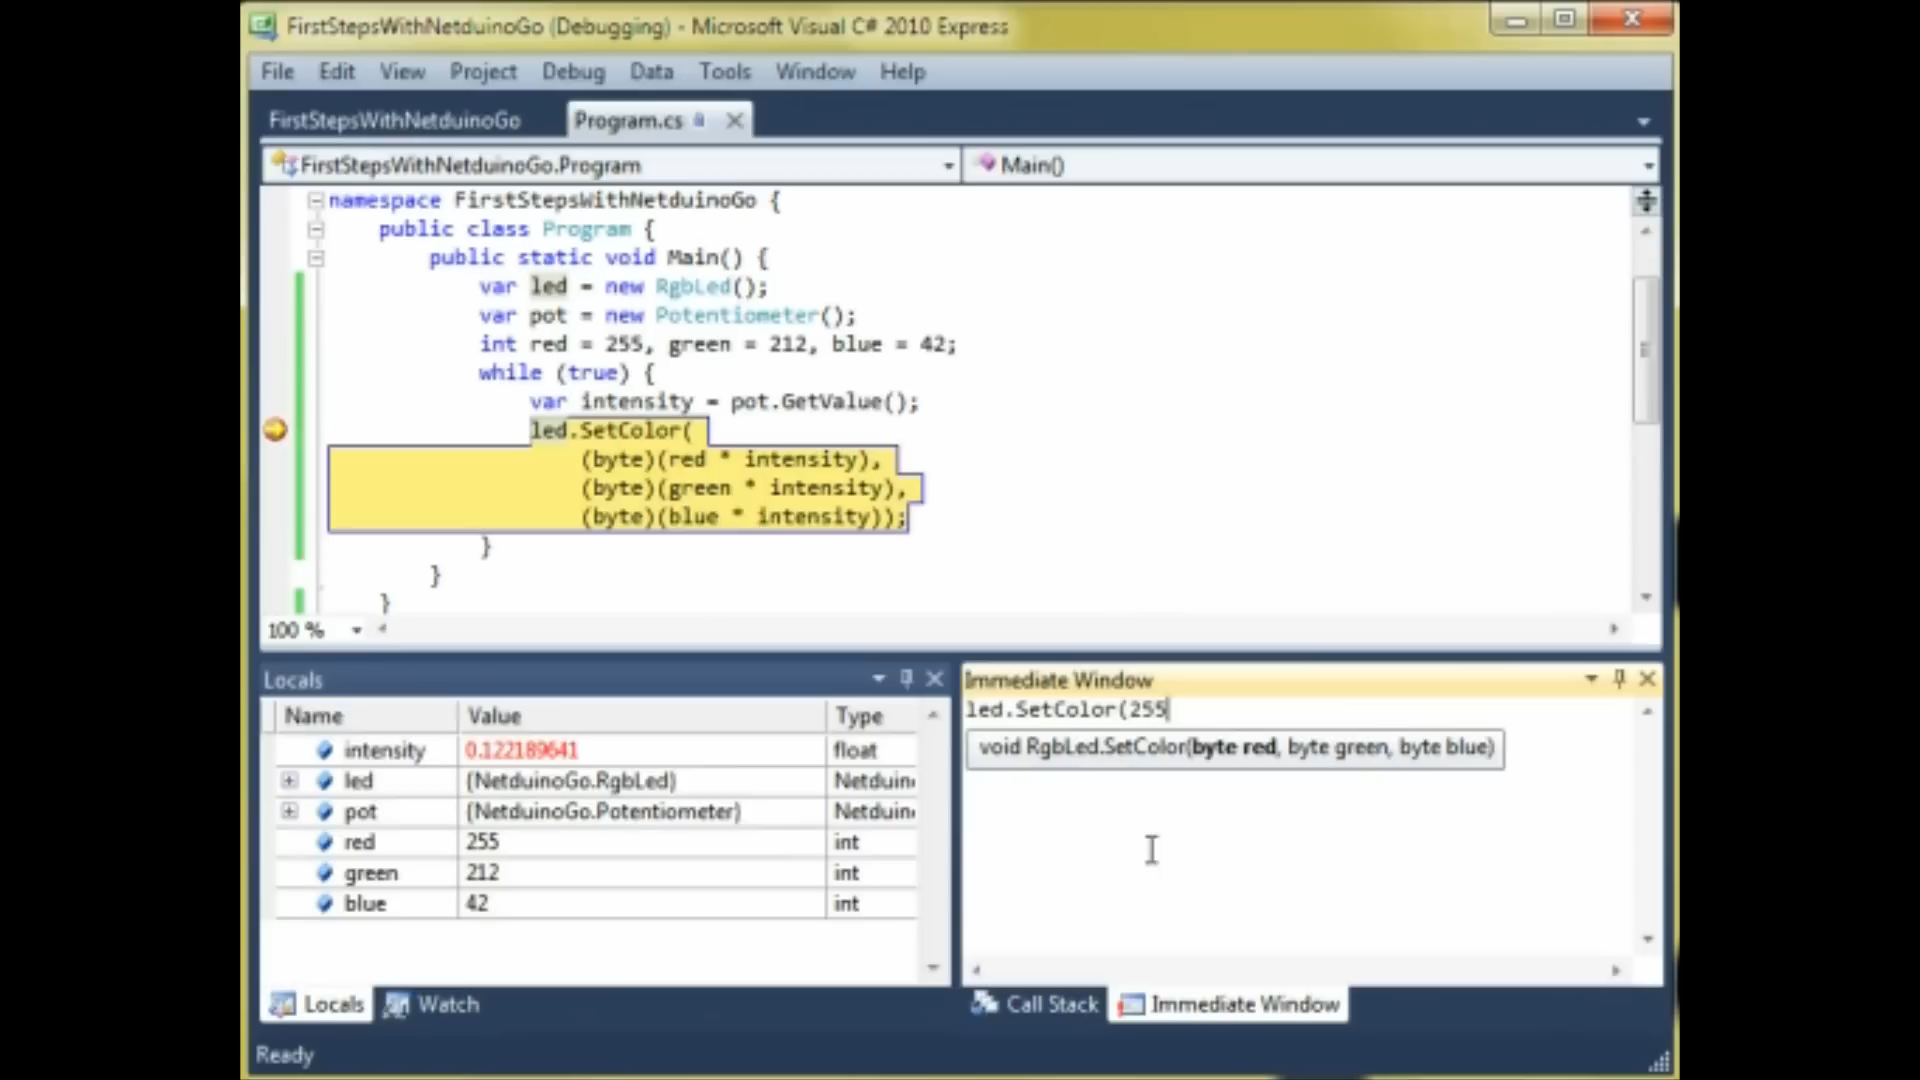 FirstStepsWithNetduinoGo (Debugging) - Microsoft Visual C# 2010 Express
File Edit View Project Debug Data Tools Window Help
FirstStepsWithNetduinoGo Program.cs
FirstStepsWithNetduinoGo.Program Main()
namespace FirstStepsWithNetduinoGo {
public class Program {
public static void Main() {
var led = new RgbLed();
var pot = new Potentiometer();
int red = 255, green = 212, blue = 42;
while (true) {
var intensity = pot.GetValue();
led.SetColor(
(byte)(red * intensity),
(byte)(green * intensity),
(byte)(blue * intensity));
}
}
}
100 %
Locals
Name Value Type
intensity 0.122189641 float
led {NetduinoGo.RgbLed} Netduin
pot {NetduinoGo.Potentiometer} Netduin
red 255 int
green 212 int
blue 42 int
Locals Watch
Immediate Window
led.SetColor(255
void RgbLed.SetColor(byte red, byte green, byte blue)
Call Stack Immediate Window
Ready